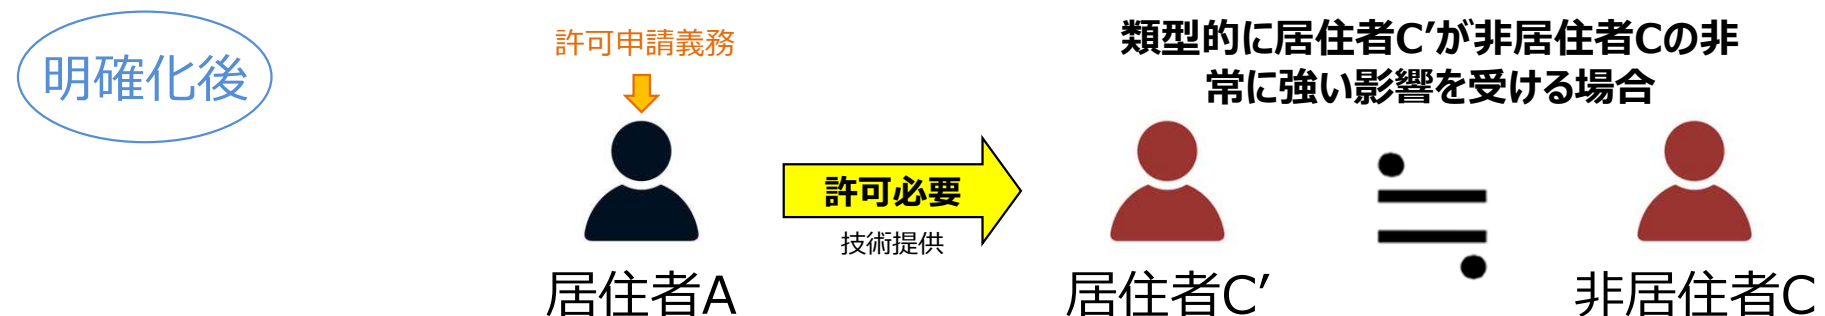 明確化後
許可申請義務
類型的に居住者C′が非居住者Cの非
常に強い影響を受ける場合
許可必要
技術提供
≒
居住者A
居住者C′
非居住者C